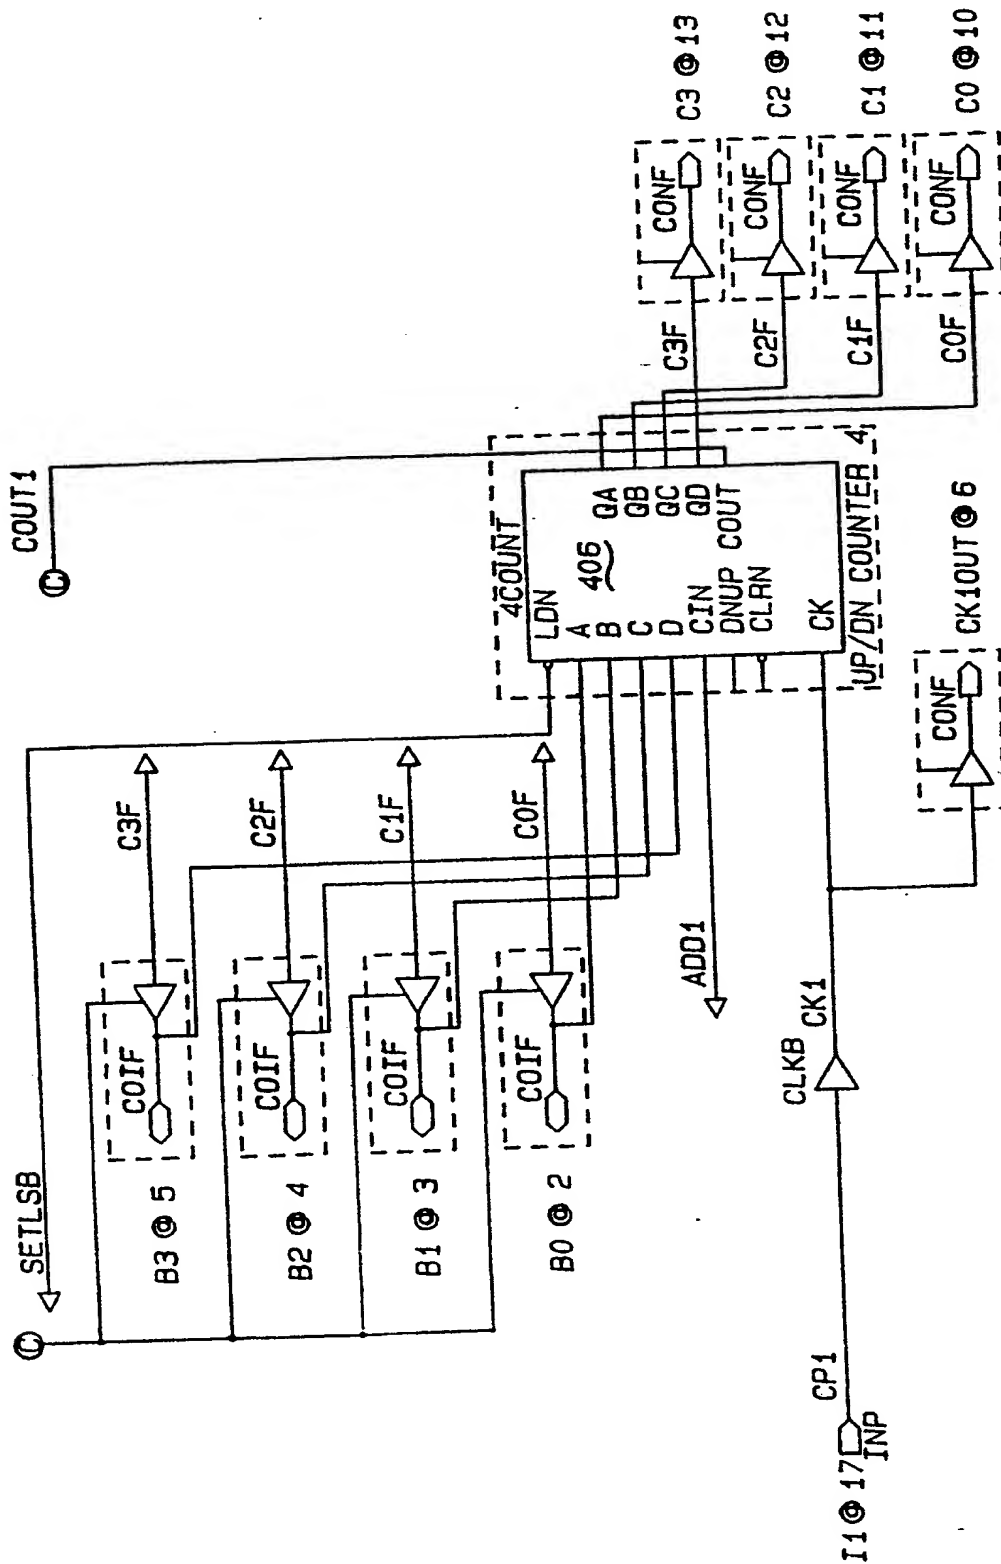 COUT1
C
SETLSB
C
C3F
B3 @ 5
COIF
C2F
B2 @ 4
COIF
C1F
B1 @ 3
COIF
C0F
B0 @ 2
COIF
4COUNT
LDN
A
B
C
D
CIN
DNUP
CLRN
CK
406
QA
QB
QC
QD
COUT
UP/DN COUNTER 4
ADD1
C3F
CONF
C3 @ 13
C2F
CONF
C2 @ 12
C1F
CONF
C1 @ 11
C0F
CONF
C0 @ 10
I1 @ 17
INP
CP1
CLKB
CK1
CONF
CK1OUT @ 6